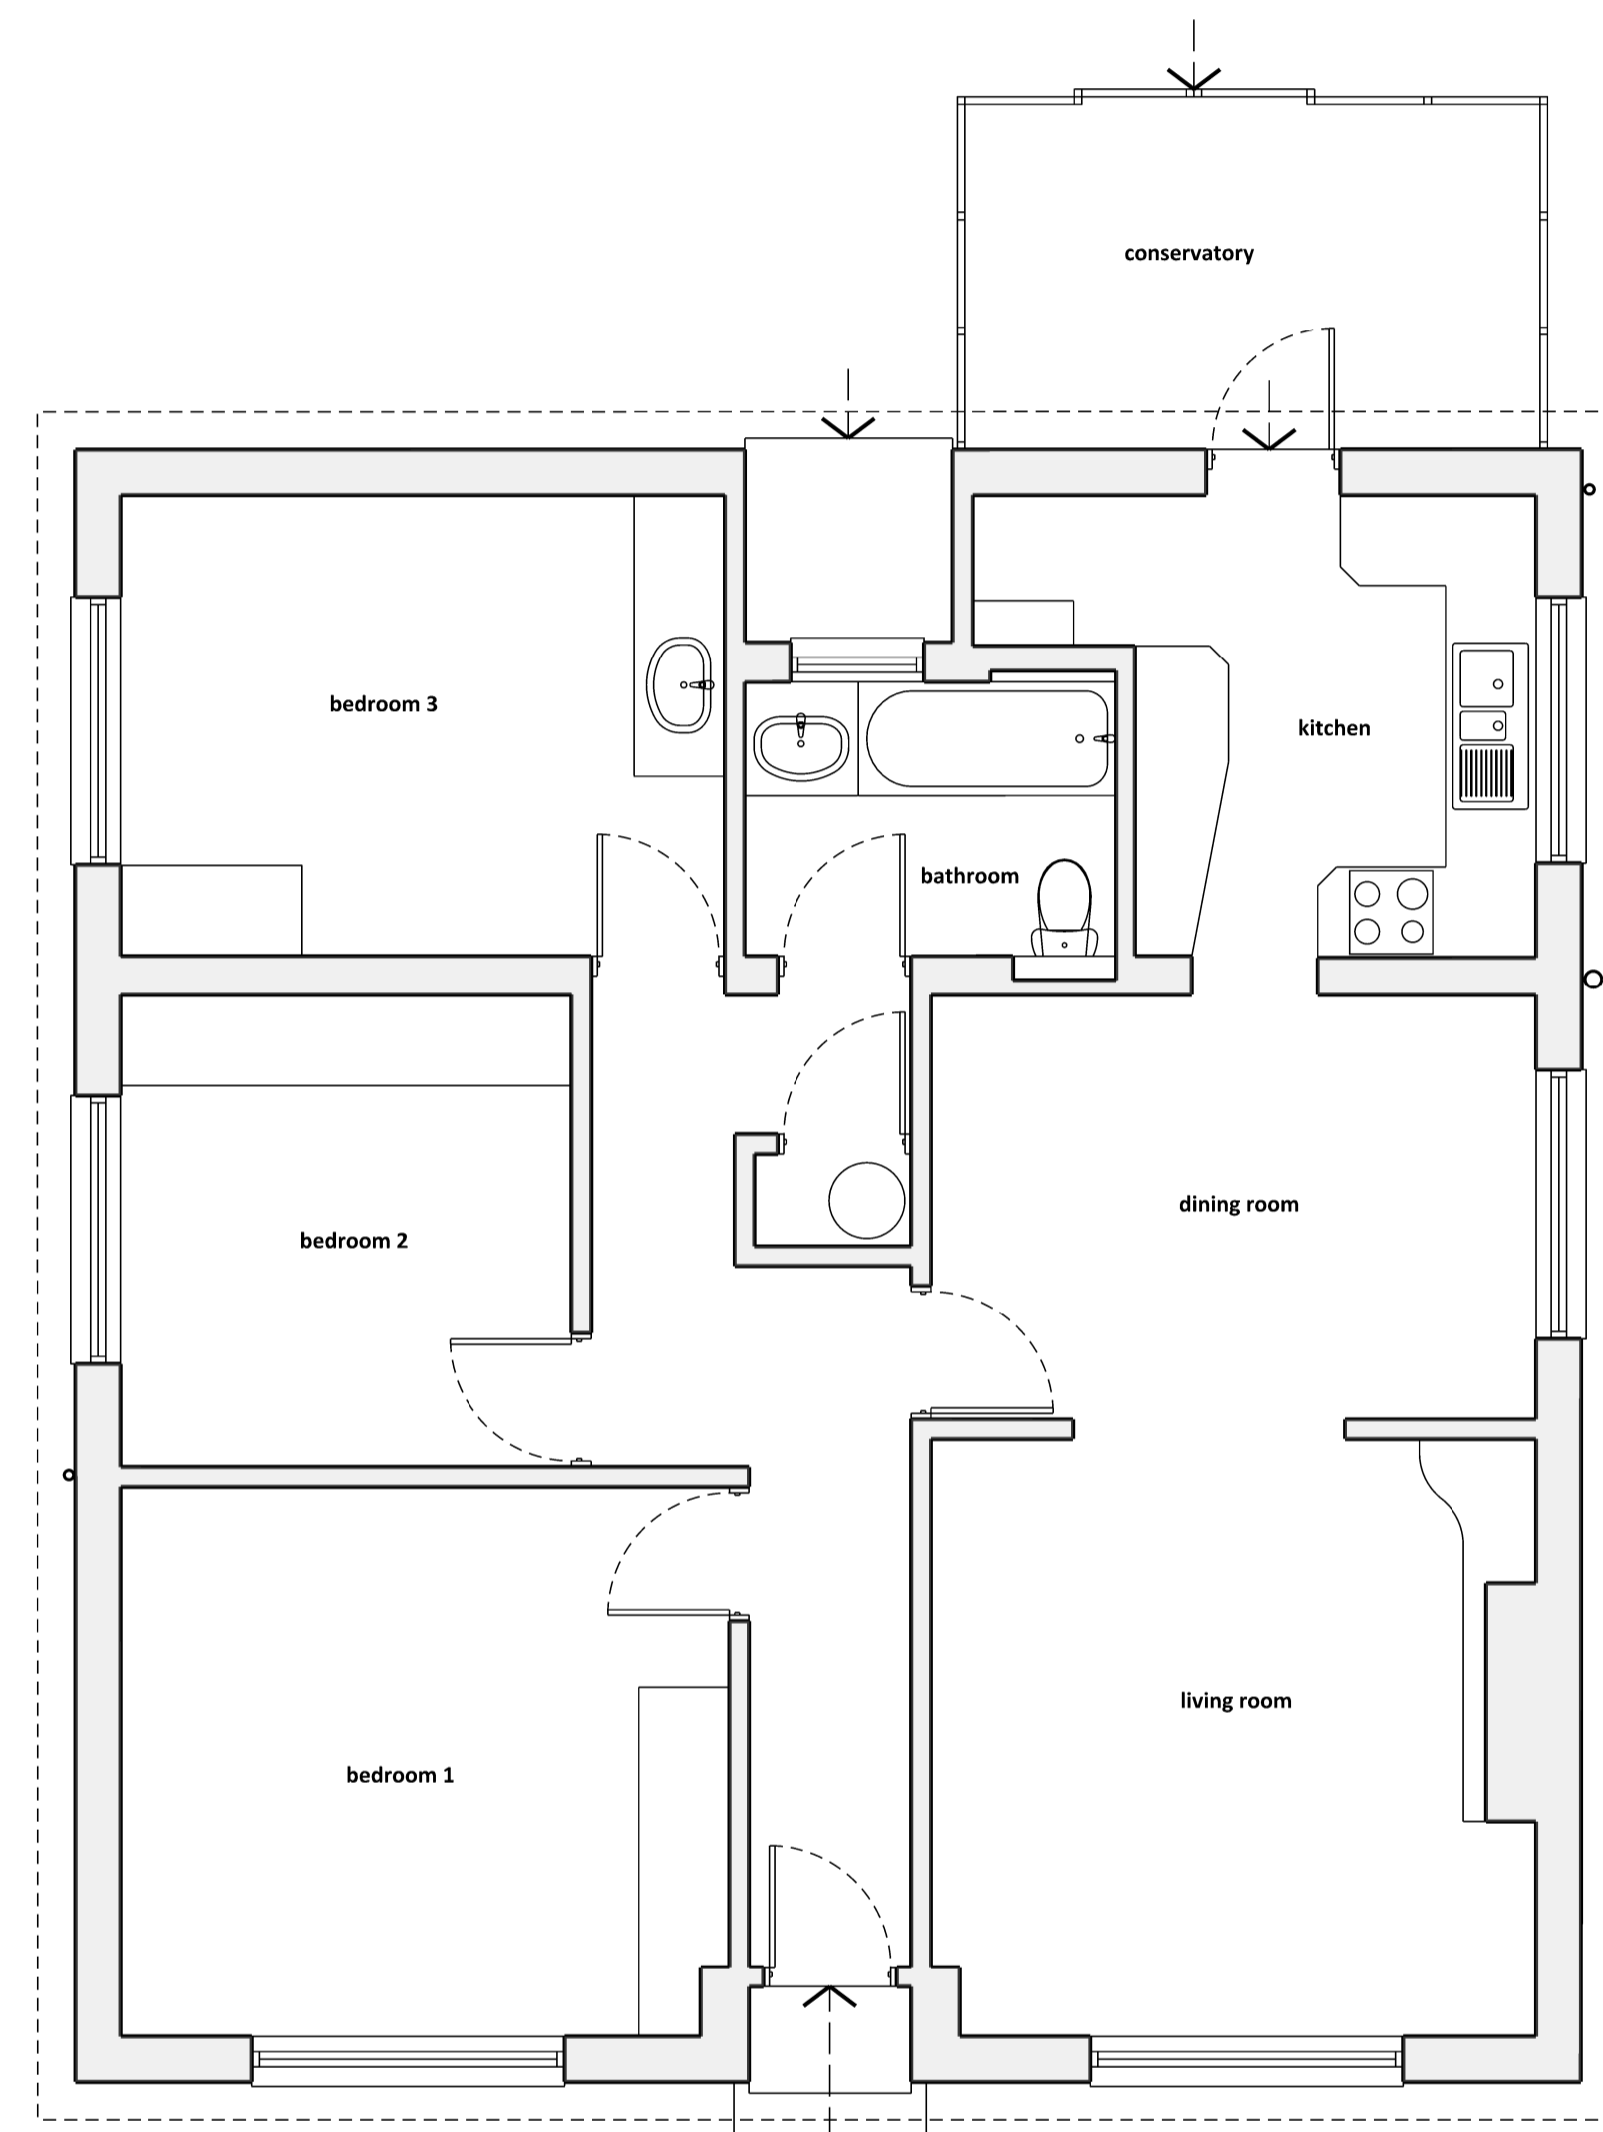 conservatory
bedroom 3
kitchen
bathroom
dining room
bedroom 2
living room
bedroom 1